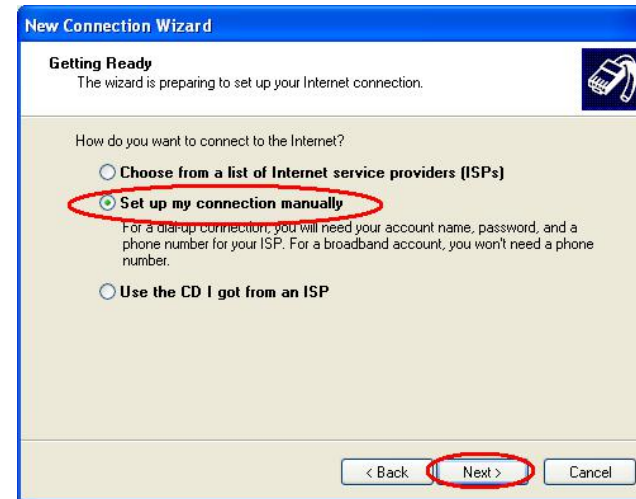 New Connection Wizard
Getting Ready
The wizard is preparing to set up your Internet connection.
How do you want to connect to the Internet?
Choose from a list of Internet service providers (ISPs)
Set up my connection manually
For a dial-up connection, you will need your account name, password, and a
phone number for your ISP. For a broadband account, you won't need a phone
number.
Use the CD I got from an ISP
< Back Next > Cancel